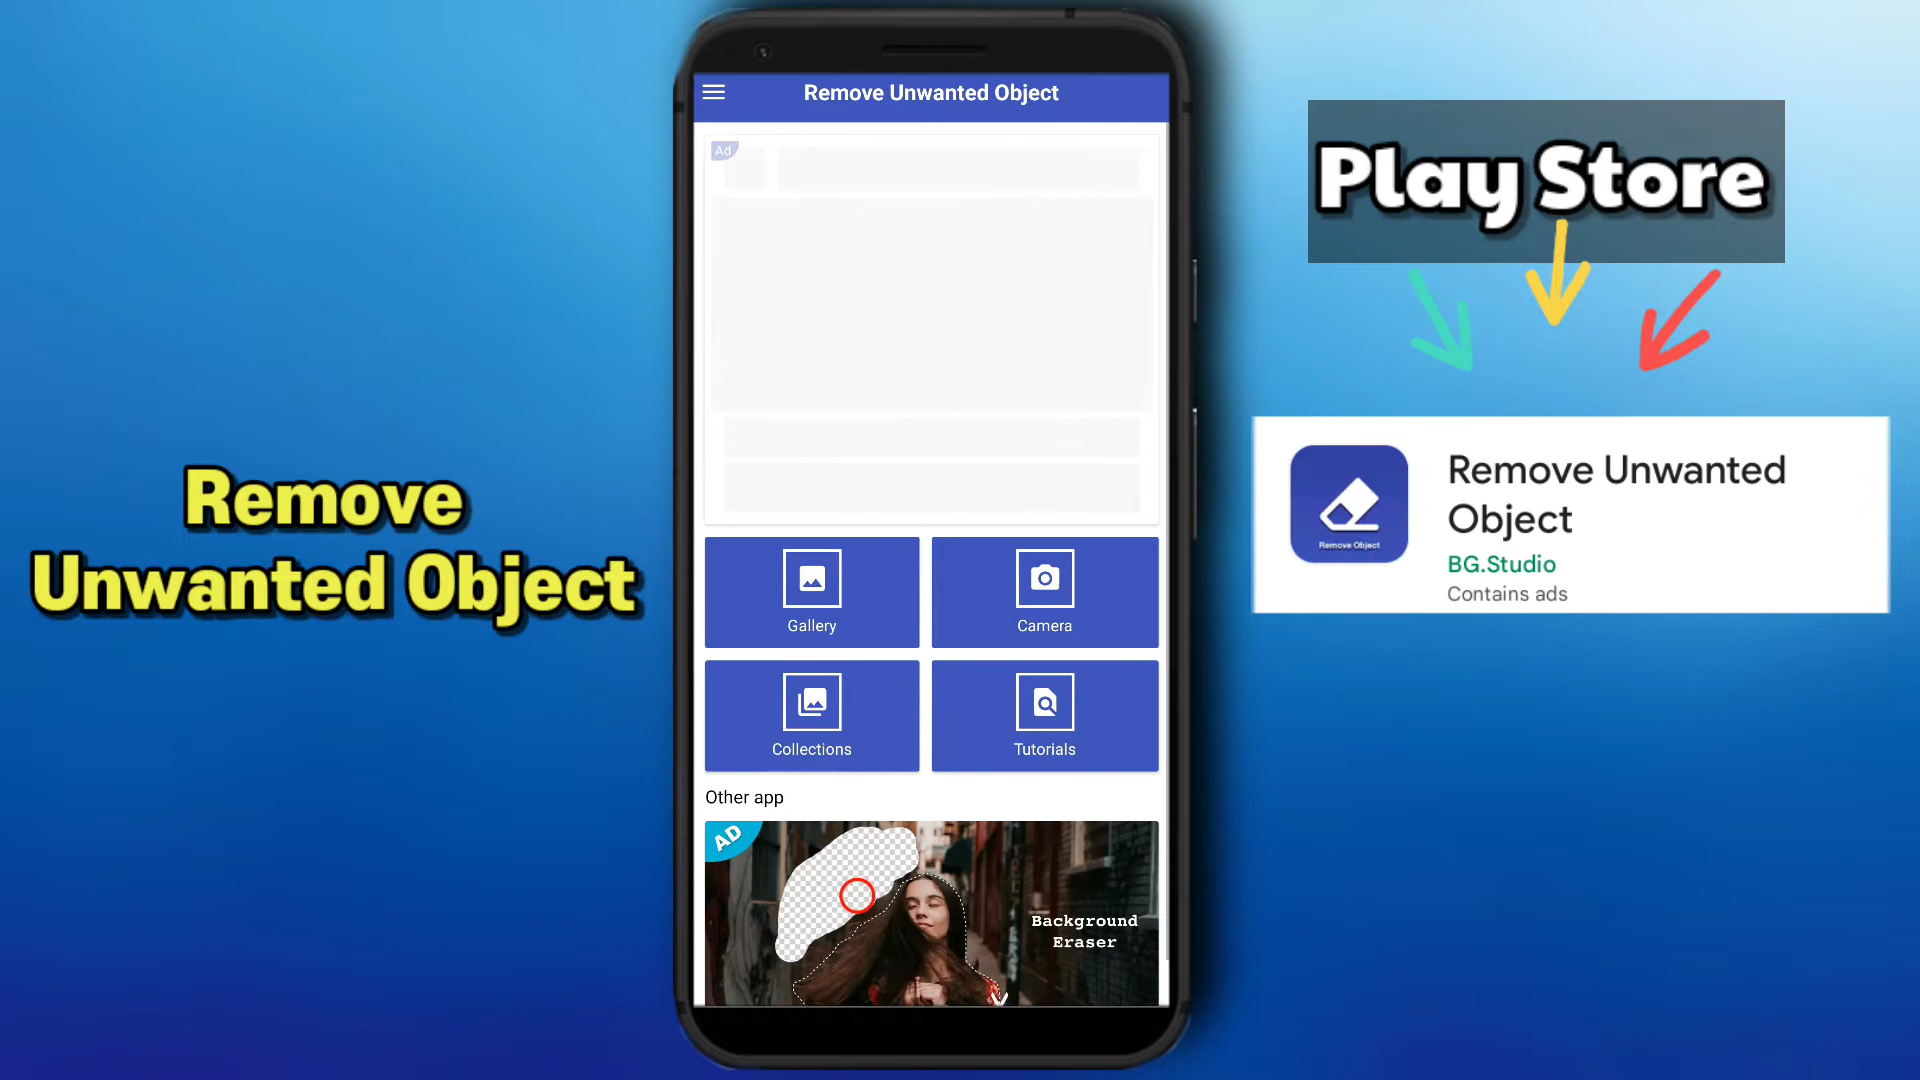 Remove
Unwanted Object
Remove Unwanted Object
Ad
Gallery
Camera
Collections
Tutorials
Other app
AD
Background
Eraser
Play Store
Remove Object
Remove Unwanted
Object
BG.Studio
Contains ads